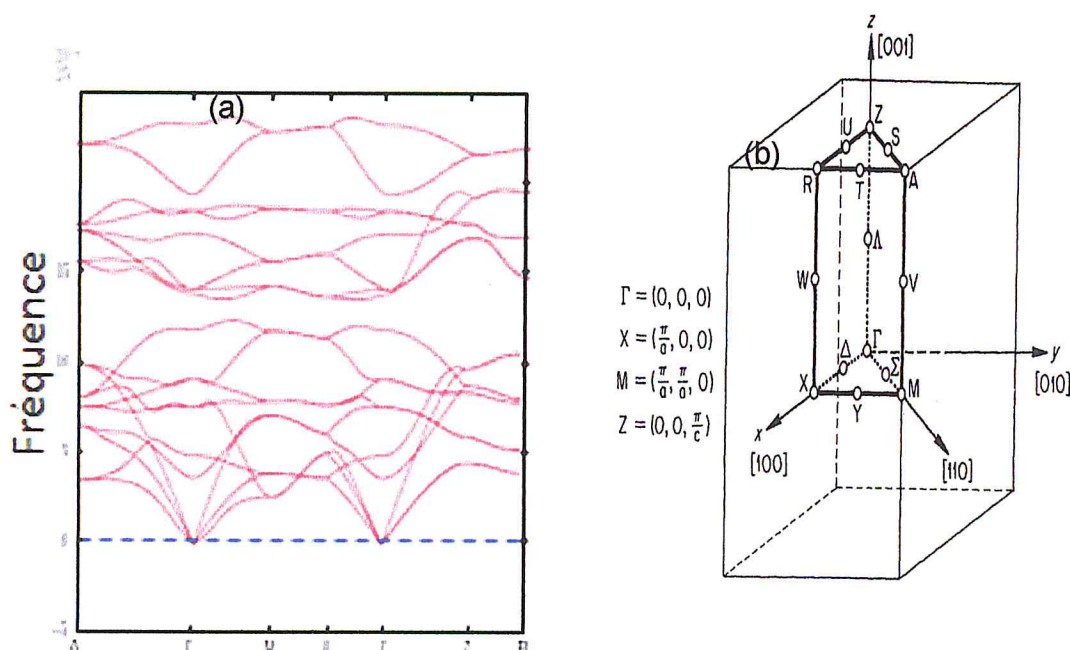 (a)
Fréquence
(b)
z
[001]
Z
U
S
R
T
A
Λ
W
V
Γ = (0, 0, 0)
X = (π/a, 0, 0)
M = (π/a, π/a, 0)
Z = (0, 0, π/c)
Γ
y
[010]
Δ
Σ
X
Y
M
x
[100]
[110]